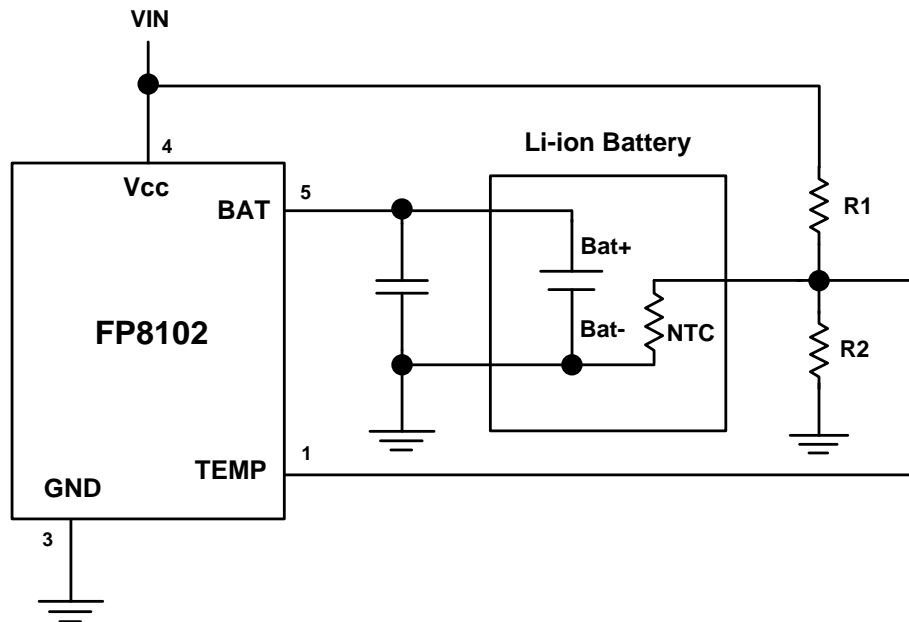 VIN
4
Li-ion Battery
Vcc
5
BAT
R1
Bat+
FP8102
Bat-
NTC
R2
1
TEMP
GND
3